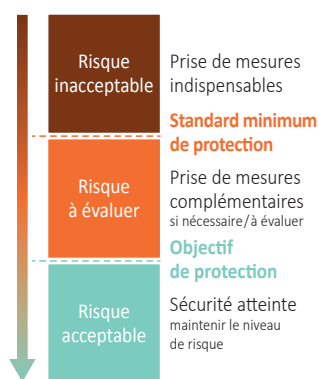 Risque
inacceptable
Prise de mesures
indispensables
Standard minimum
de protection
Risque
à évaluer
Prise de mesures
complémentaires
si nécessaire/à évaluer
Objectif
de protection
Risque
acceptable
Sécurité atteinte
maintenir le niveau
de risque